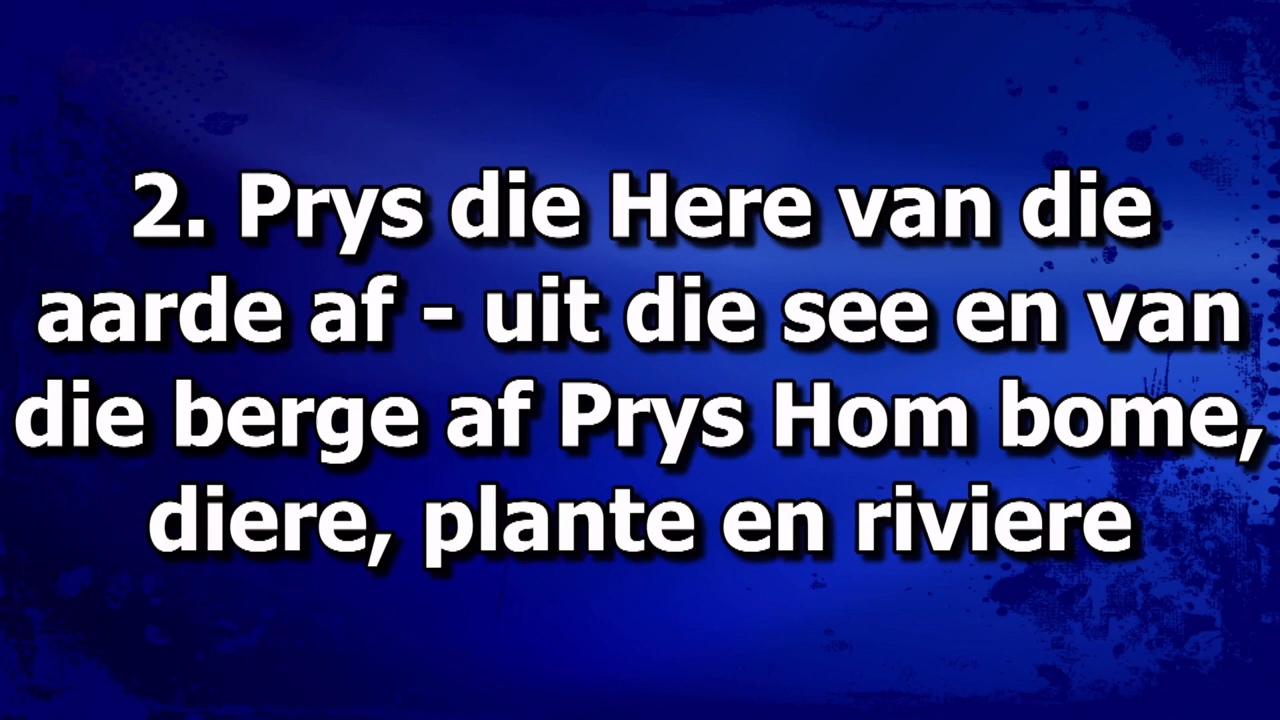 2. Prys die Here van die
aarde af - uit die see en van
die berge af Prys Hom bome,
diere, plante en riviere